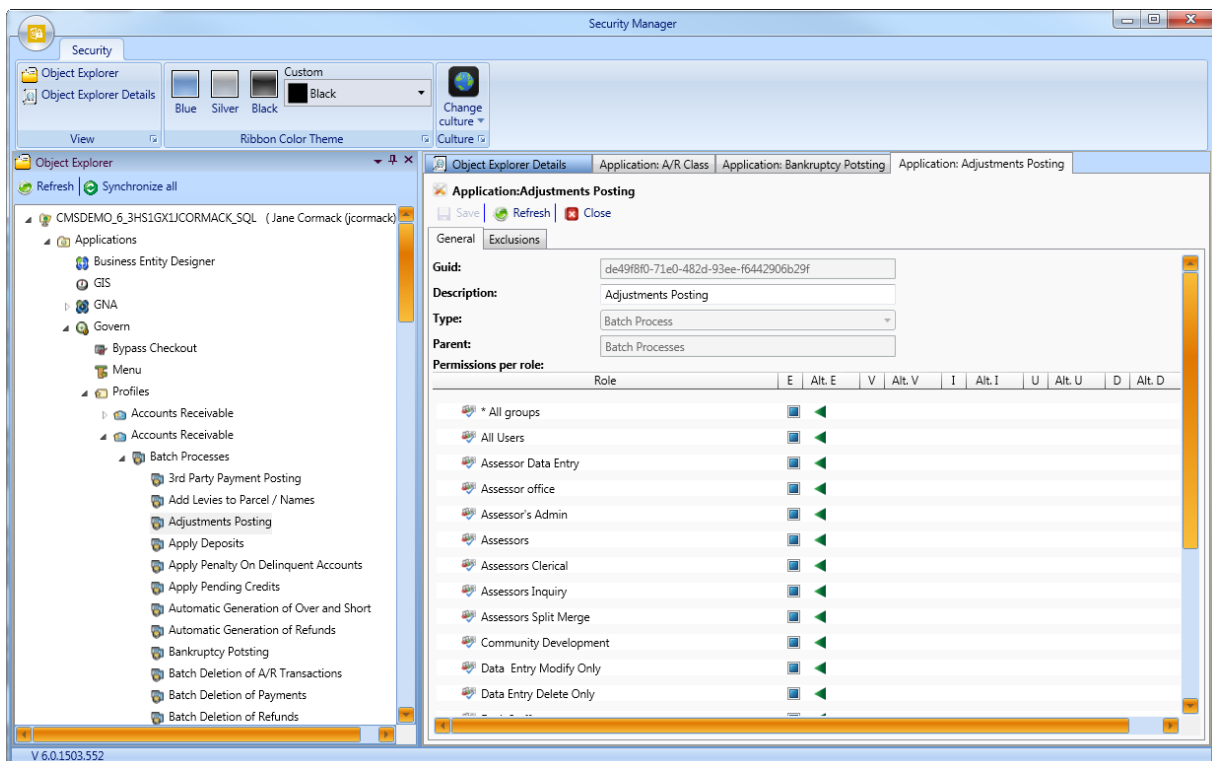 Security Manager
Security
Object Explorer
Object Explorer Details
View
Blue
Silver
Black
Custom
Black
Ribbon Color Theme
Change culture
Culture
Object Explorer
Refresh
Synchronize all
CMSDEMO_6_3HS1GX1JCORMACK_SQL ( Jane Cormack (jcormack)
Applications
Business Entity Designer
GIS
GNA
Govern
Bypass Checkout
Menu
Profiles
Accounts Receivable
Accounts Receivable
Batch Processes
3rd Party Payment Posting
Add Levies to Parcel / Names
Adjustments Posting
Apply Deposits
Apply Penalty On Delinquent Accounts
Apply Pending Credits
Automatic Generation of Over and Short
Automatic Generation of Refunds
Bankruptcy Potsting
Batch Deletion of A/R Transactions
Batch Deletion of Payments
Batch Deletion of Refunds
Object Explorer Details
Application: A/R Class
Application: Bankruptcy Potsting
Application: Adjustments Posting
Application:Adjustments Posting
Save
Refresh
Close
General
Exclusions
Guid: de49f8f0-71e0-482d-93ee-f6442906b29f
Description: Adjustments Posting
Type: Batch Process
Parent: Batch Processes
Permissions per role:
Role E Alt. E V Alt. V I Alt. I U Alt. U D Alt. D
* All groups
All Users
Assessor Data Entry
Assessor office
Assessor's Admin
Assessors
Assessors Clerical
Assessors Inquiry
Assessors Split Merge
Community Development
Data Entry Modify Only
Data Entry Delete Only
V 6.0.1503.552